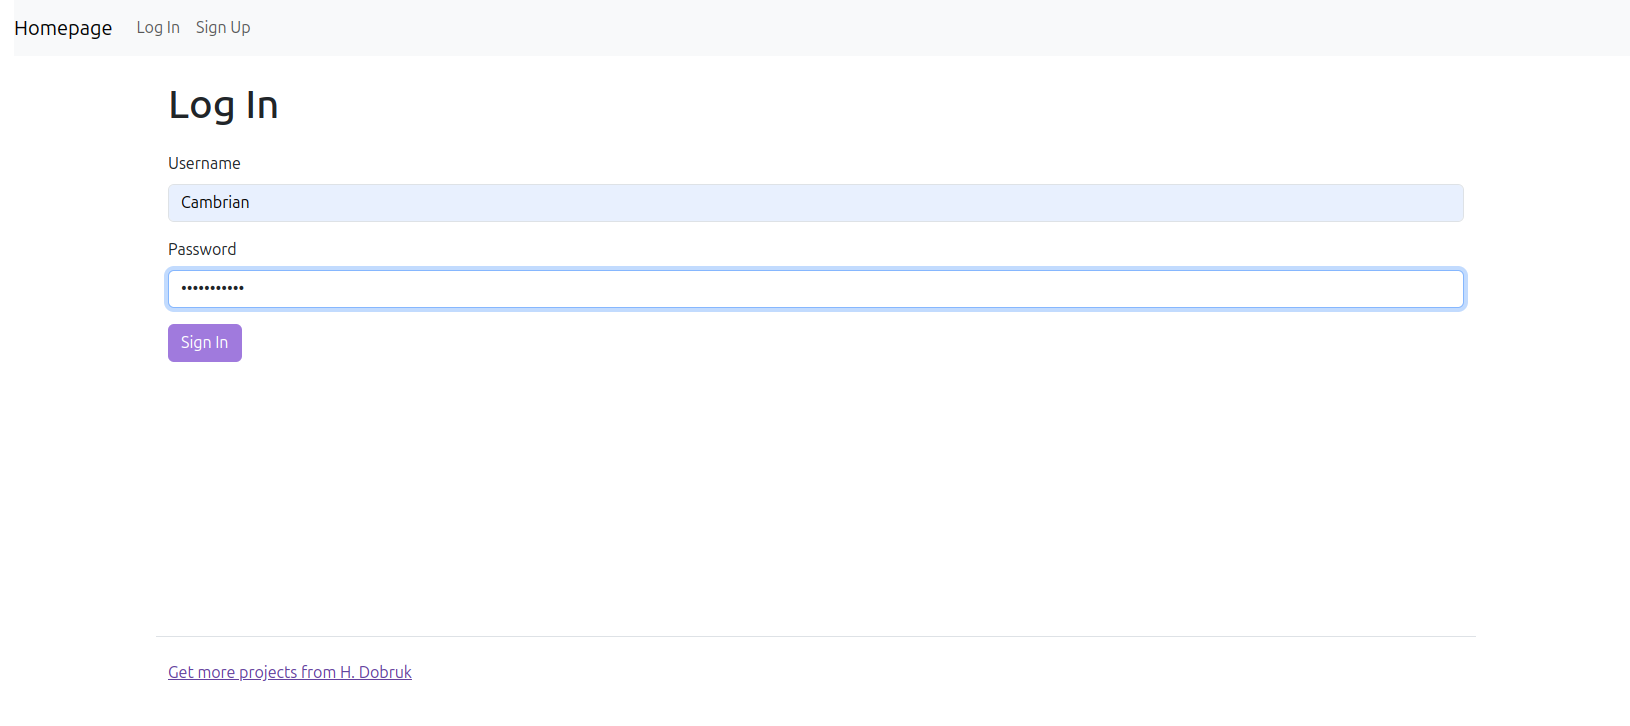 Homepage Log In Sign Up
Log In
Username
Cambrian
Password
•••••••••••
Sign In
Get more projects from H. Dobruk